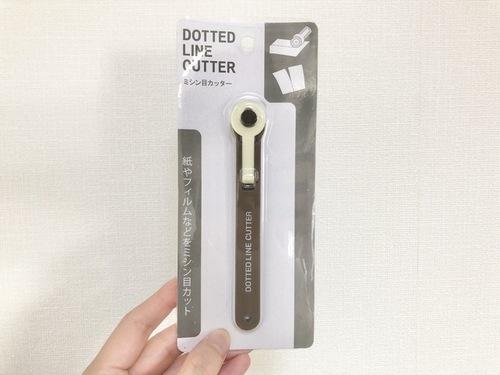 DOTTED
LINE
CUTTER
ミシン目カッター
紙やフィルムなどをミシン目カット
DOTTED LINE CUTTER